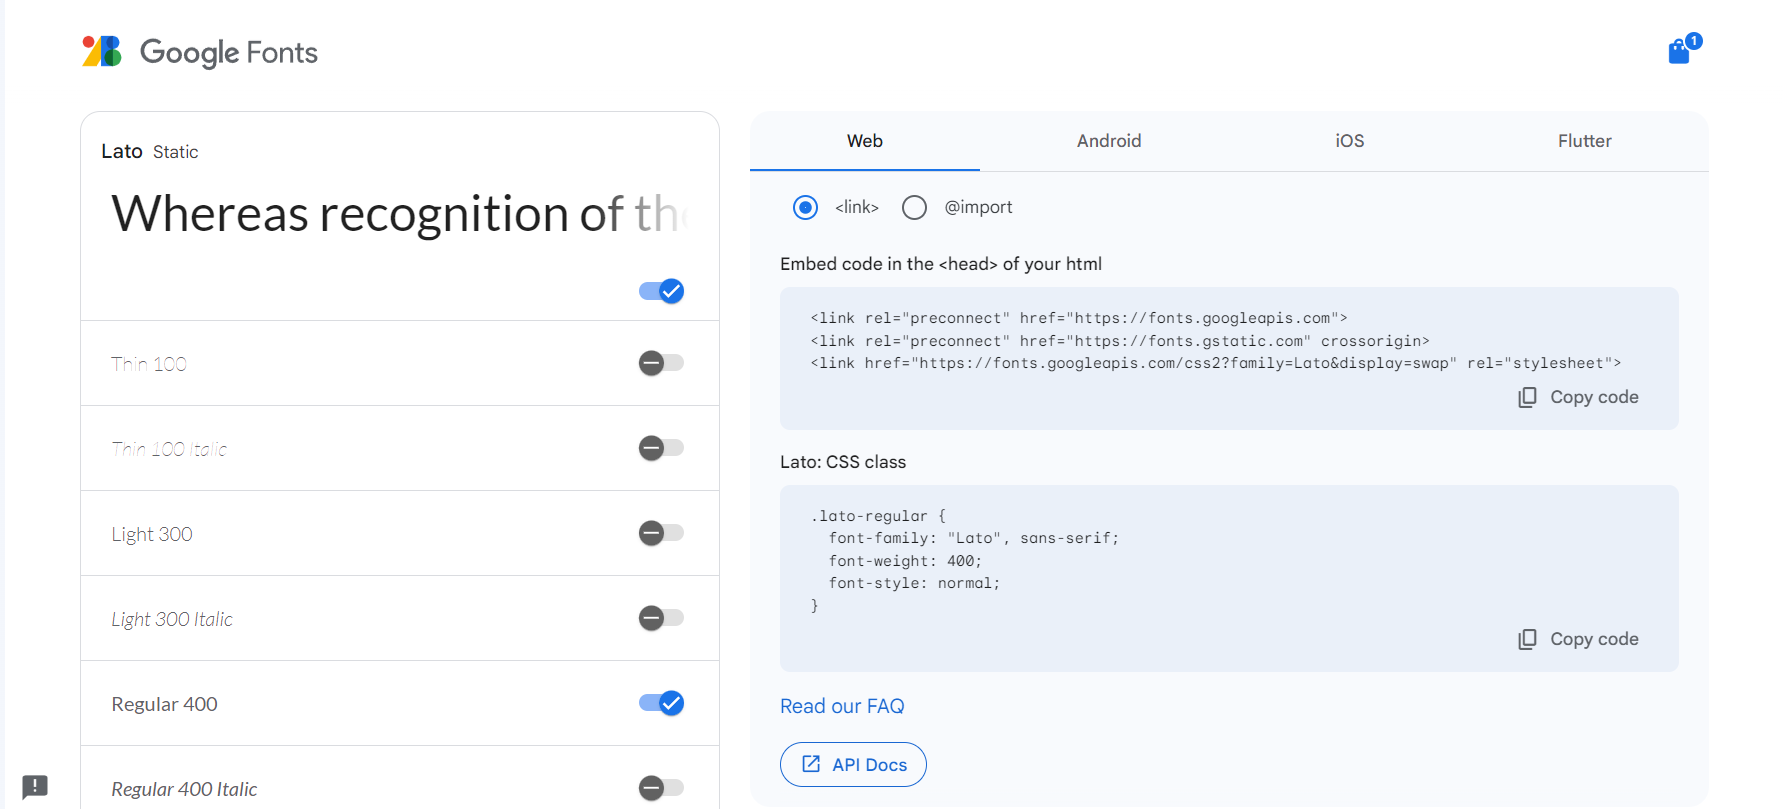 Google Fonts
1
Lato Static
Whereas recognition of the
Thin 100
Thin 100 Italic
Light 300
Light 300 Italic
Regular 400
Regular 400 Italic
Web Android iOS Flutter
<link> @import
Embed code in the <head> of your html
<link rel="preconnect" href="https://fonts.googleapis.com">
<link rel="preconnect" href="https://fonts.gstatic.com" crossorigin>
<link href="https://fonts.googleapis.com/css2?family=Lato&display=swap" rel="stylesheet">
Copy code
Lato: CSS class
.lato-regular {
  font-family: "Lato", sans-serif;
  font-weight: 400;
  font-style: normal;
}
Copy code
Read our FAQ
API Docs